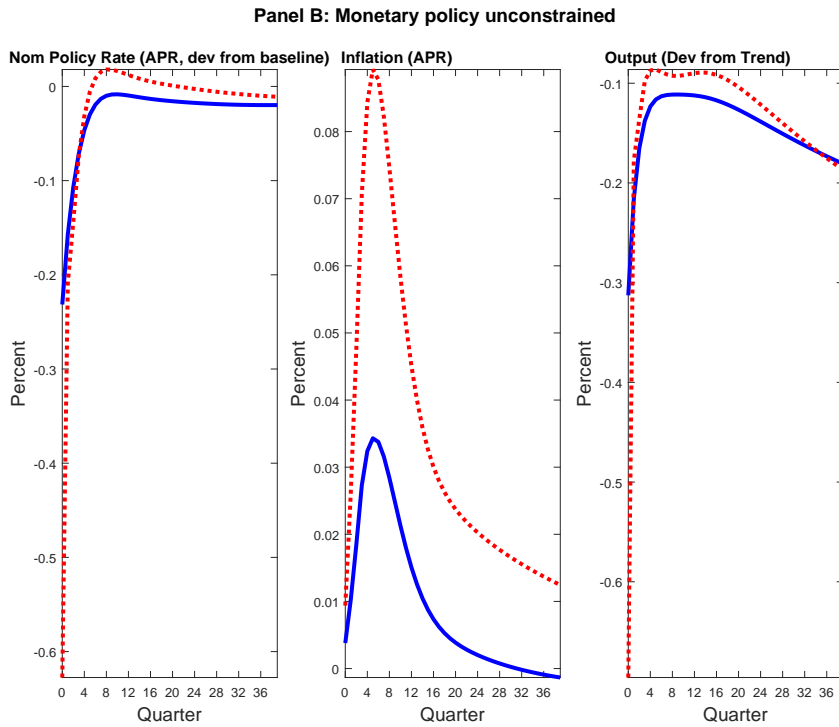 Panel B: Monetary policy unconstrained
Nom Policy Rate (APR, dev from baseline) Inflation (APR) Output (Dev from Trend)
Percent
0
-0.1
-0.2
-0.3
-0.4
-0.5
-0.6
0 4 8 12 16 20 24 28 32 36
Quarter
Percent
0.08
0.07
0.06
0.05
0.04
0.03
0.02
0.01
0
0 4 8 12 16 20 24 28 32 36
Quarter
Percent
-0.1
-0.2
-0.3
-0.4
-0.5
-0.6
0 4 8 12 16 20 24 28 32 36
Quarter